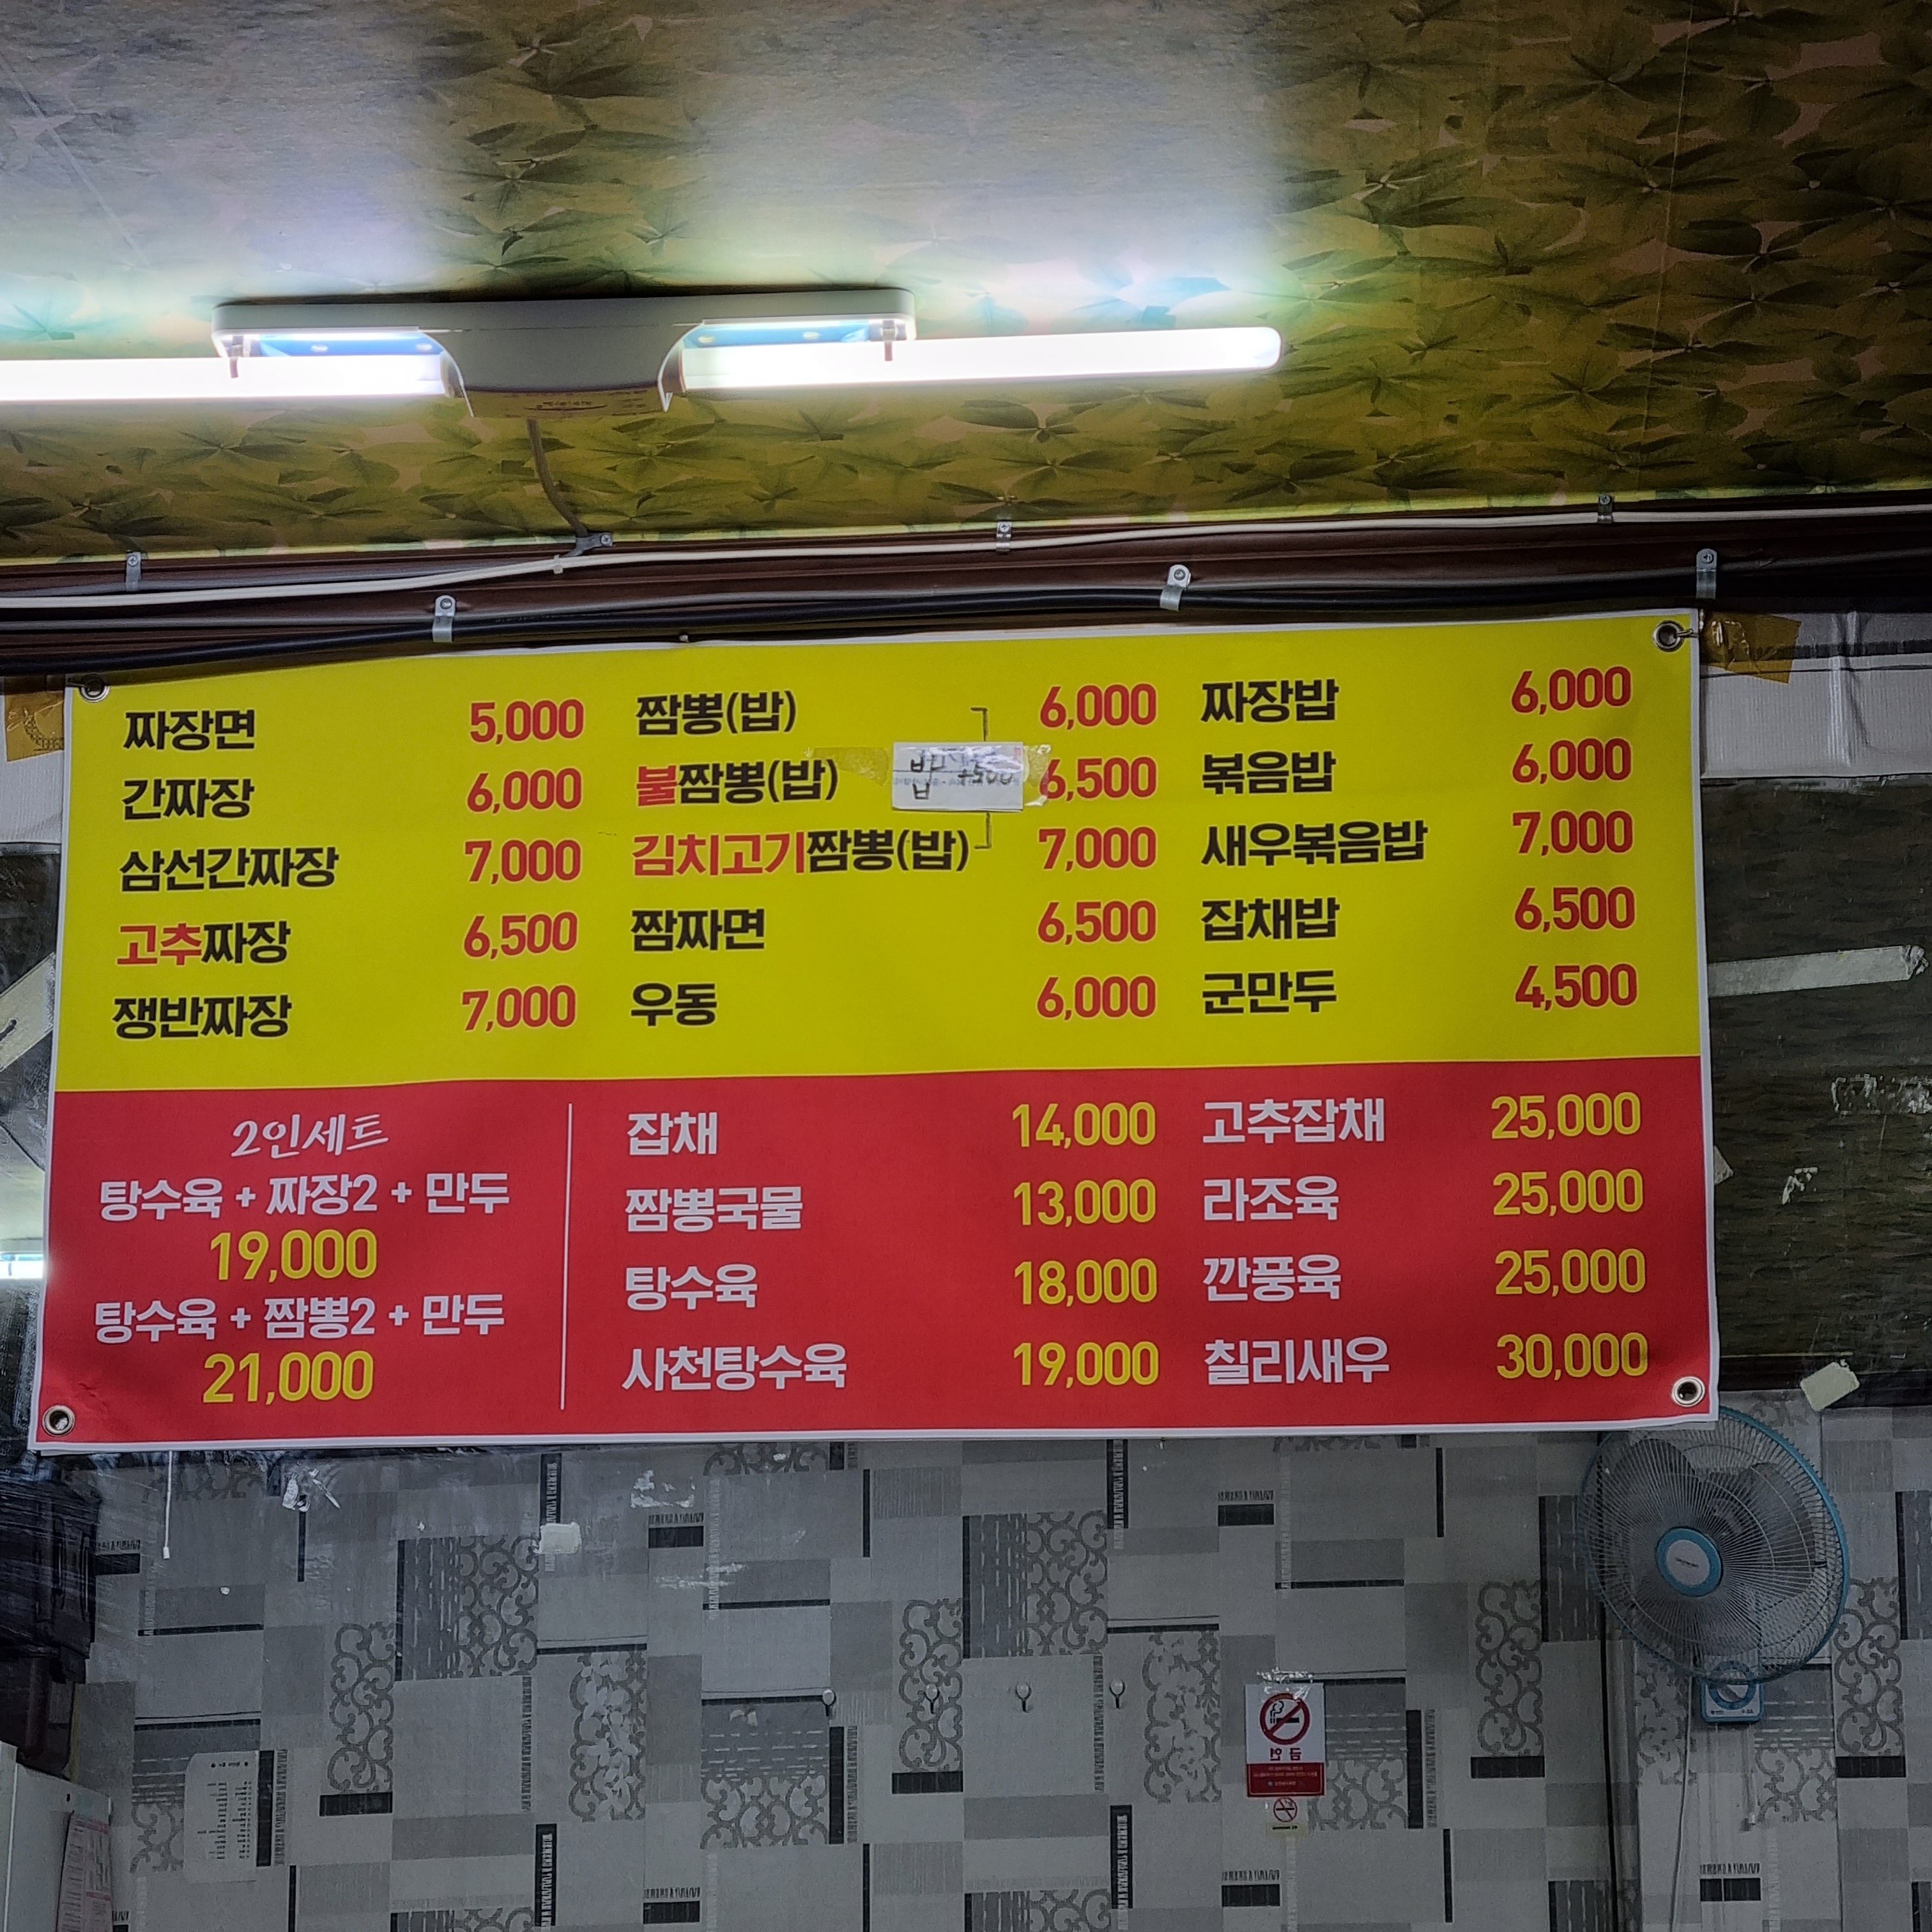 짜장면 5,000
간짜장 6,000
삼선간짜장 7,000
고추짜장 6,500
쟁반짜장 7,000
짬뽕(밥) 6,000
불짬뽕(밥) 6,500
김치고기짬뽕(밥) 7,000
밥 +500
짬짜면 6,500
우동 6,000
짜장밥 6,000
볶음밥 6,000
새우볶음밥 7,000
잡채밥 6,500
군만두 4,500
2인세트
탕수육 + 짜장2 + 만두
19,000
탕수육 + 짬뽕2 + 만두
21,000
잡채 14,000
짬뽕국물 13,000
탕수육 18,000
사천탕수육 19,000
고추잡채 25,000
라조육 25,000
깐풍육 25,000
칠리새우 30,000
금연